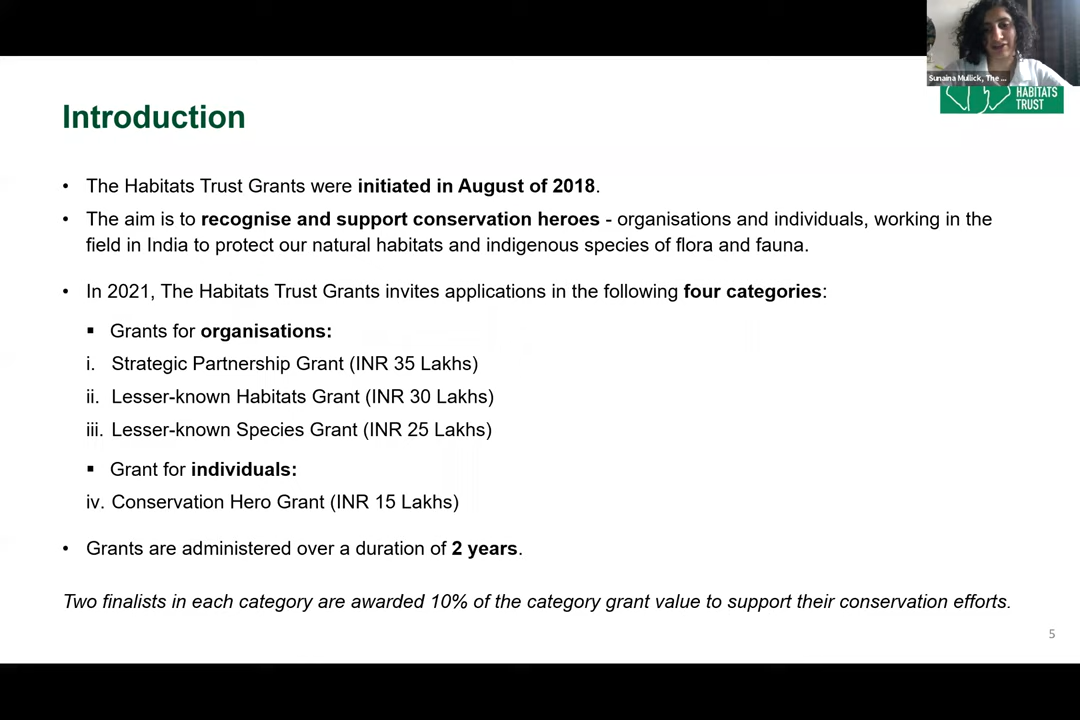 Sunaina Mullick, The ...
HABITATS
TRUST
Introduction
• The Habitats Trust Grants were initiated in August of 2018.
• The aim is to recognise and support conservation heroes - organisations and individuals, working in the
field in India to protect our natural habitats and indigenous species of flora and fauna.
• In 2021, The Habitats Trust Grants invites applications in the following four categories:
▪ Grants for organisations:
i. Strategic Partnership Grant (INR 35 Lakhs)
ii. Lesser-known Habitats Grant (INR 30 Lakhs)
iii. Lesser-known Species Grant (INR 25 Lakhs)
▪ Grant for individuals:
iv. Conservation Hero Grant (INR 15 Lakhs)
• Grants are administered over a duration of 2 years.
Two finalists in each category are awarded 10% of the category grant value to support their conservation efforts.
5